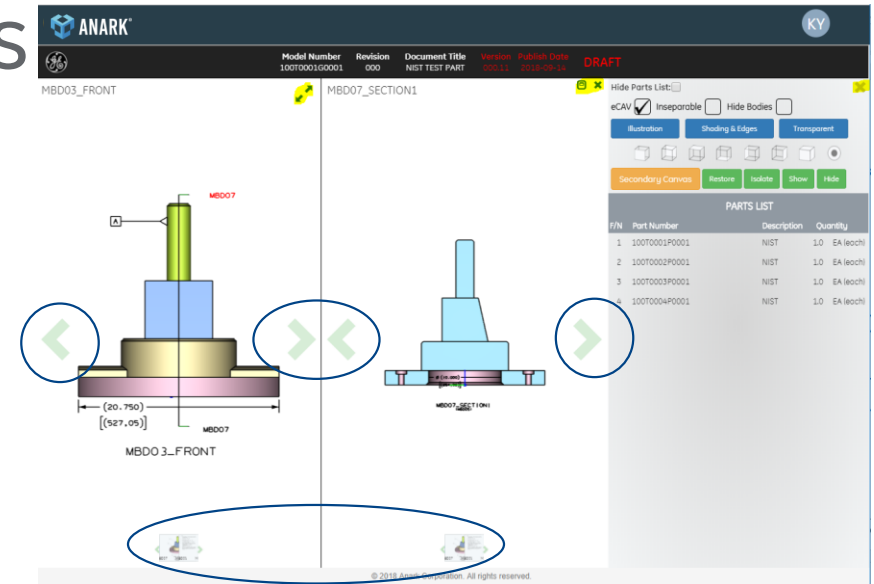 S
ANARK
KY
GE
Model Number Revision Document Title Version Publish Date
100T0001G0001 000 NIST TEST PART 000.11 2018-09-14
DRAFT
MBD03_FRONT
MBD07_SECTION1
Hide Parts List:
eCAV Inseparable Hide Bodies
Illustration Shading & Edges Transparent
Secondary Canvas Restore Isolate Show Hide
PARTS LIST
F/N Part Number Description Quantity
1 100T0001P0001 NIST 1.0 EA (each)
2 100T0002P0001 NIST 1.0 EA (each)
3 100T0003P0001 NIST 1.0 EA (each)
4 100T0004P0001 NIST 1.0 EA (each)
MBD07
A
(20.750)
[(527.05)]
MBD07
MBD03_FRONT
MBD07_SECTION1
© 2018 Anark Corporation. All rights reserved.